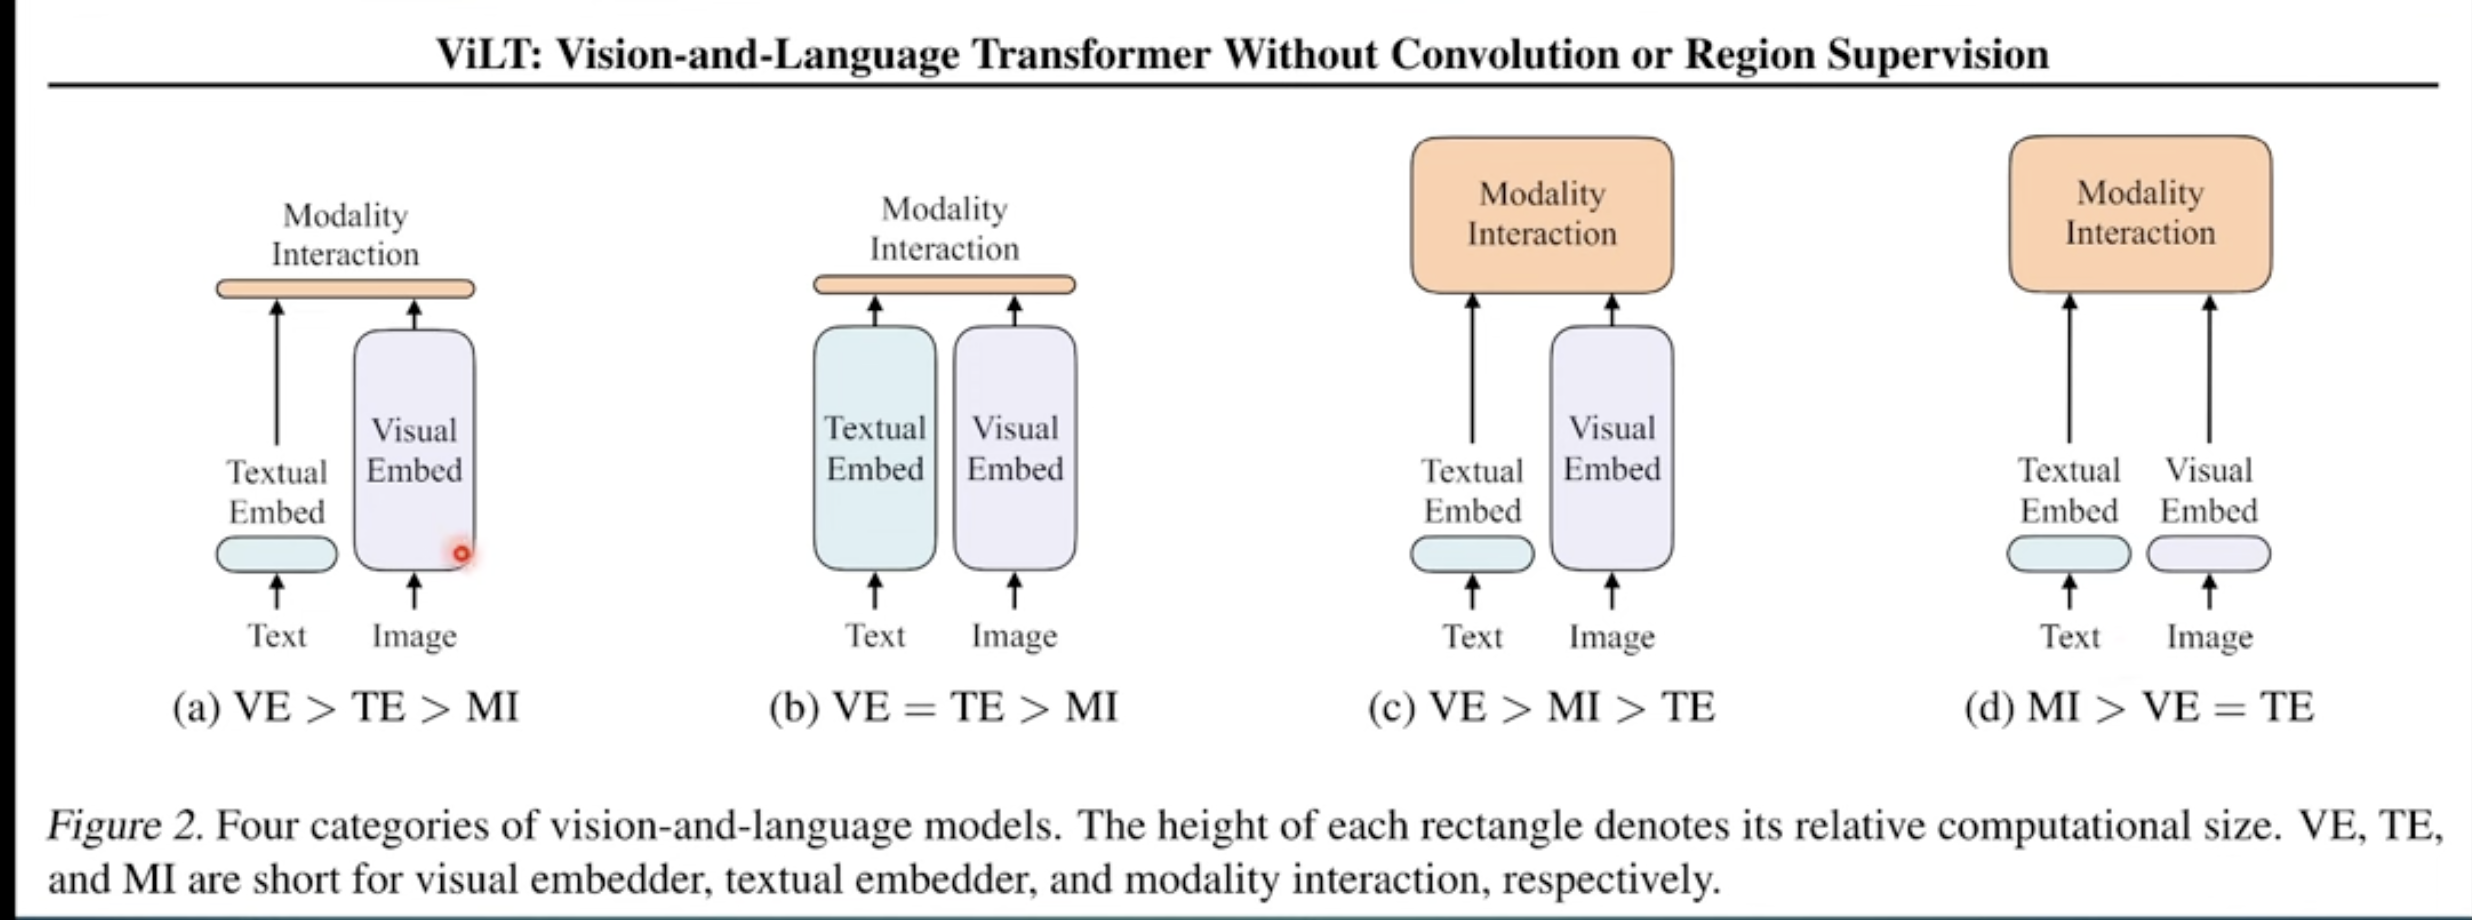 ViLT: Vision-and-Language Transformer Without Convolution or Region Supervision
Modality
Interaction
Textual
Embed
Visual
Embed
Text
Image
(a) VE > TE > MI
Modality
Interaction
Textual
Embed
Visual
Embed
Text
Image
(b) VE = TE > MI
Modality
Interaction
Textual
Embed
Visual
Embed
Text
Image
(c) VE > MI > TE
Modality
Interaction
Textual
Embed
Visual
Embed
Text
Image
(d) MI > VE = TE
Figure 2. Four categories of vision-and-language models. The height of each rectangle denotes its relative computational size. VE, TE,
and MI are short for visual embedder, textual embedder, and modality interaction, respectively.